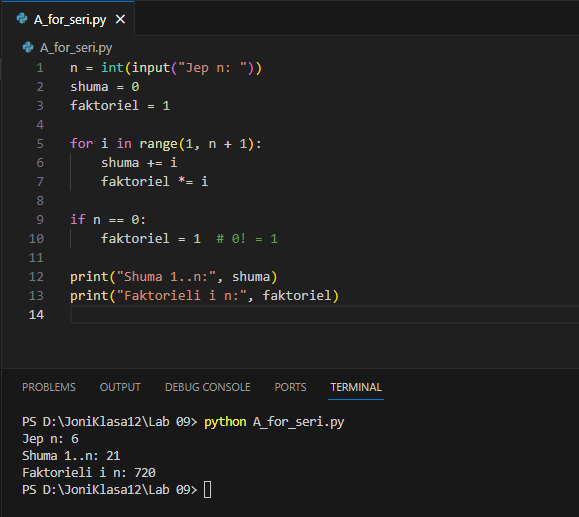 A_for_seri.py
A_for_seri.py
1 n = int(input("Jep n: "))
2 shuma = 0
3 faktoriel = 1
4
5 for i in range(1, n + 1):
6     shuma += i
7     faktoriel *= i
8
9 if n == 0:
10     faktoriel = 1  # 0! = 1
11
12 print("Shuma 1..n:", shuma)
13 print("Faktorieli i n:", faktoriel)
14
PROBLEMS OUTPUT DEBUG CONSOLE PORTS TERMINAL
PS D:\JoniKlasa12\Lab 09> python A_for_seri.py
Jep n: 6
Shuma 1..n: 21
Faktorieli i n: 720
PS D:\JoniKlasa12\Lab 09>